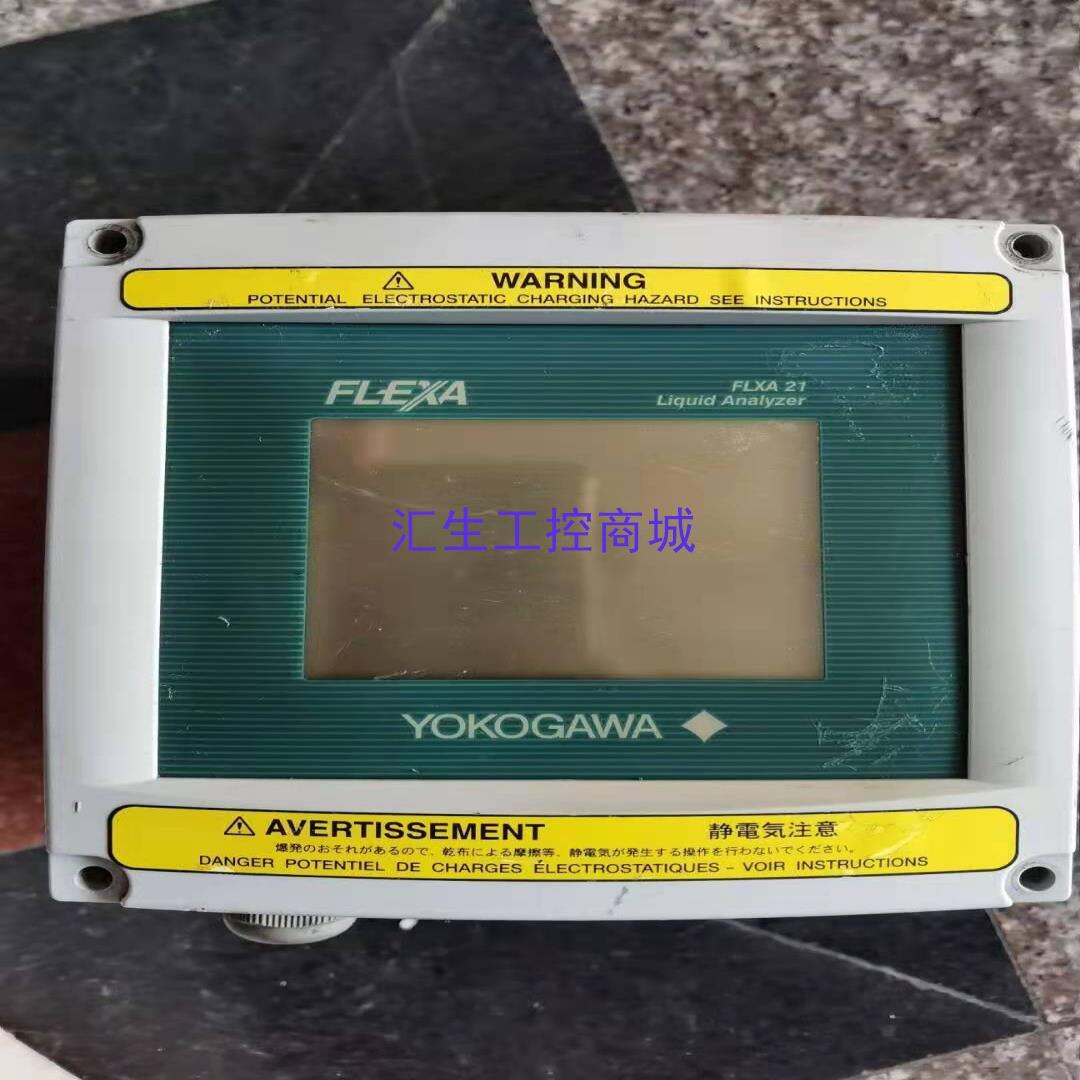 WARNING
POTENTIAL ELECTROSTATIC CHARGING HAZARD SEE INSTRUCTIONS
FLEXA
FLXA 21
Liquid Analyzer
汇生工控商城
YOKOGAWA
AVERTISSEMENT 静電気注意
爆発のおそれがあるので、乾布による摩擦等、静電気が発生する操作を行わないでください。
DANGER POTENTIEL DE CHARGES ÉLECTROSTATIQUES – VOIR INSTRUCTIONS